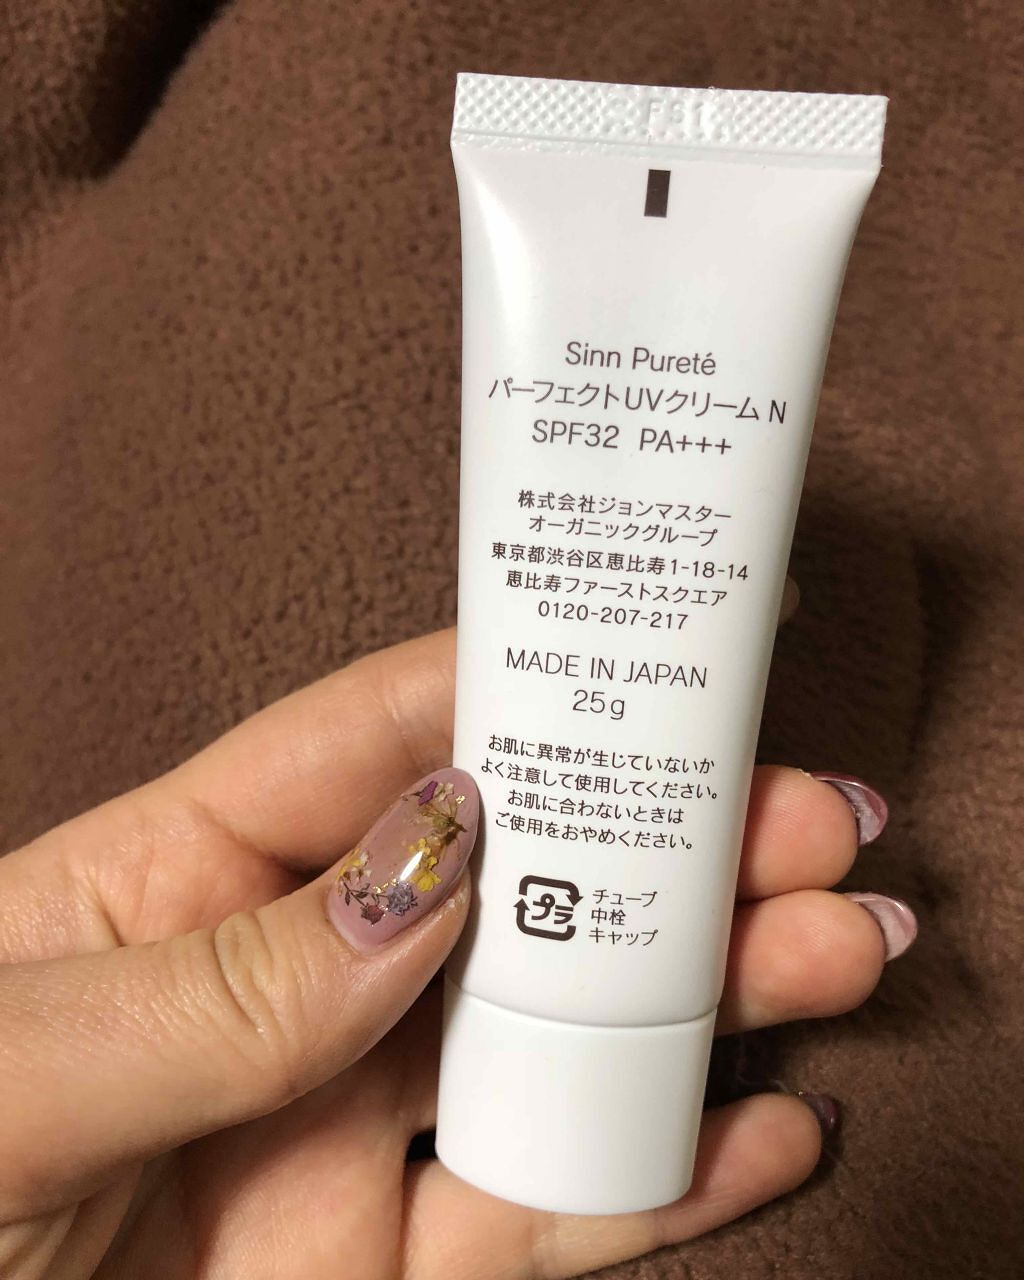 Sinn Pureté
パーフェクトUVクリーム N
SPF32 PA+++
株式会社ジョンマスター
オーガニックグループ
東京都渋谷区恵比寿1-18-14
恵比寿ファーストスクエア
0120-207-217
MADE IN JAPAN
25g
お肌に異常が生じていないか
よく注意して使用してください。
お肌に合わないときは
ご使用をおやめください。
プラ
チューブ
中栓
キャップ